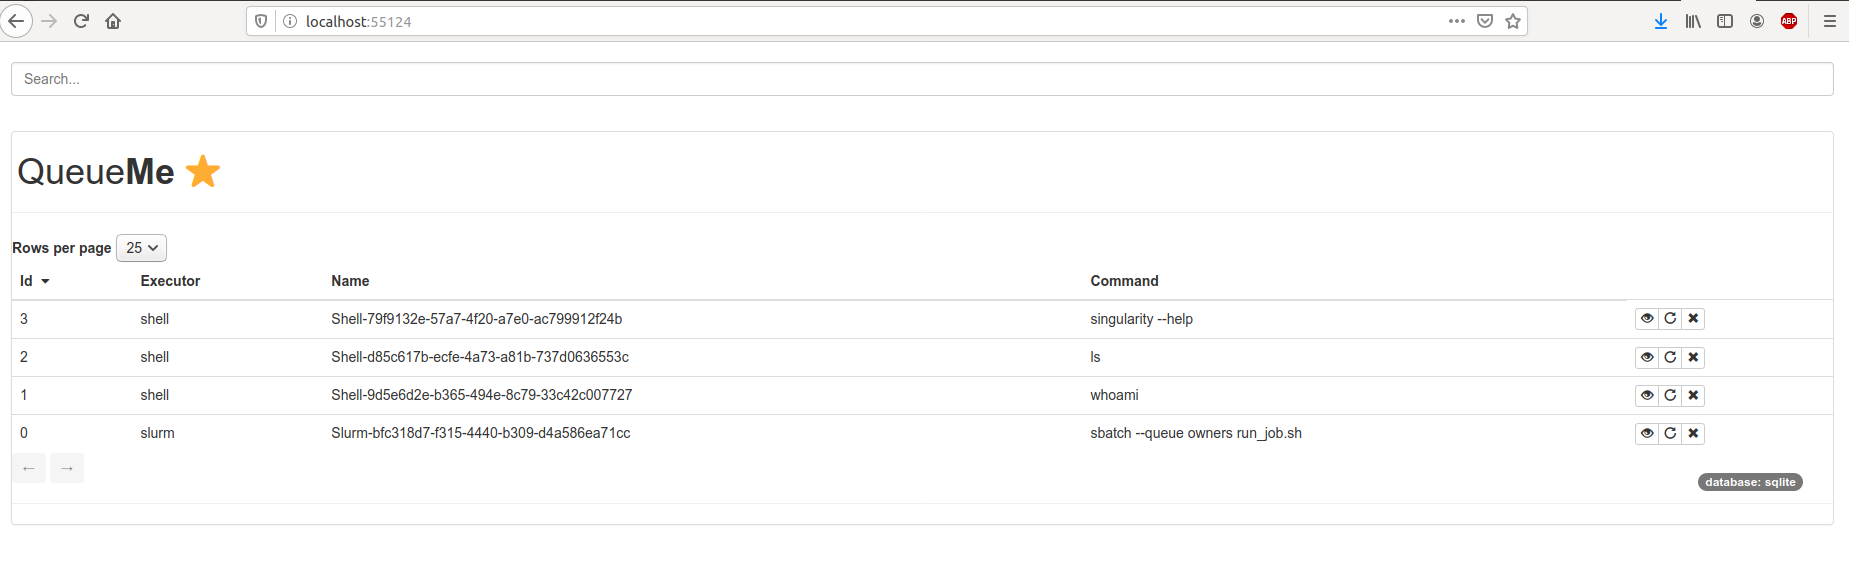 localhost:55124
ABP
Search...
QueueMe
Rows per page 25
Id Executor Name Command
3 shell Shell-79f9132e-57a7-4f20-a7e0-ac799912f24b singularity --help
2 shell Shell-d85c617b-ecfe-4a73-a81b-737d0636553c ls
1 shell Shell-9d5e6d2e-b365-494e-8c79-33c42c007727 whoami
0 slurm Slurm-bfc318d7-f315-4440-b309-d4a586ea71cc sbatch --queue owners run_job.sh
← →
database: sqlite